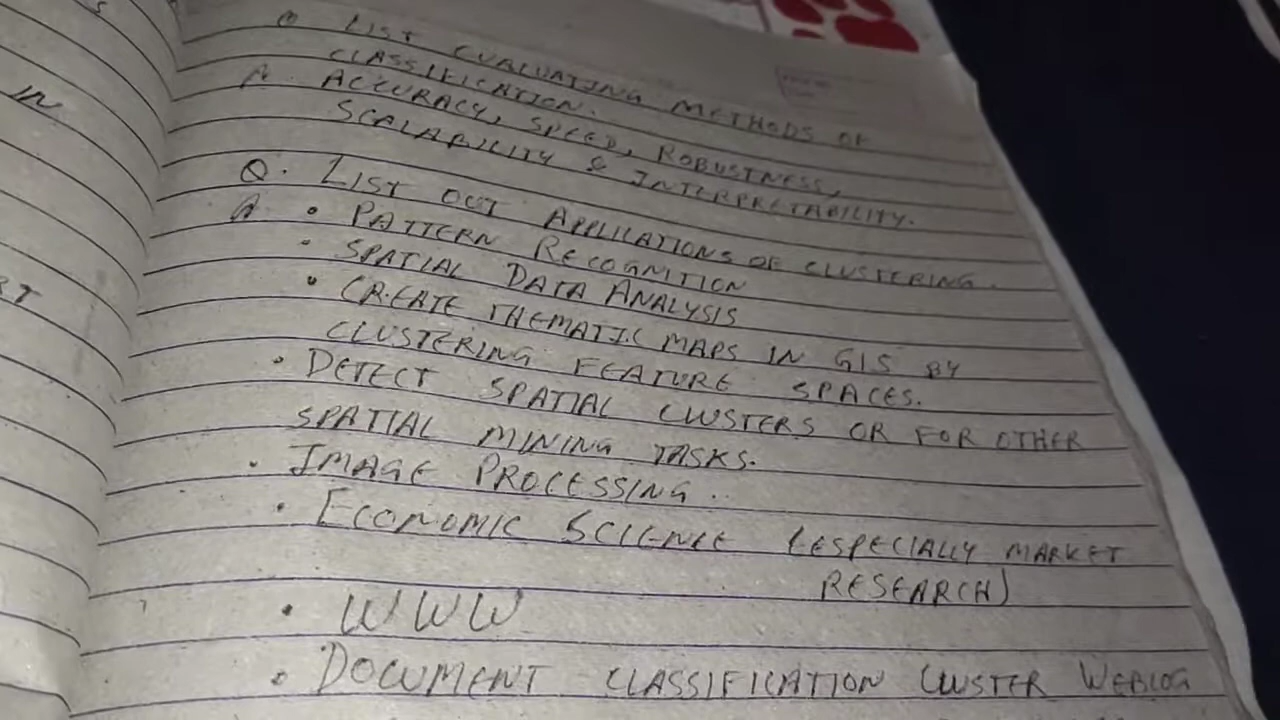 Q LIST EVALUATING METHODS OF
CLASSIFICATION.
A ACCURACY, SPEED, ROBUSTNESS,
SCALABILITY & INTERPRETABILITY.
Q. LIST OUT APPLICATIONS OF CLUSTERING.
A • PATTERN RECOGNITION
• SPATIAL DATA ANALYSIS
• CREATE THEMATIC MAPS IN GIS BY
CLUSTERING FEATURE SPACES.
• DETECT SPATIAL CLUSTERS OR FOR OTHER
SPATIAL MINING TASKS.
• IMAGE PROCESSING..
• ECONOMIC SCIENCE (ESPECIALLY MARKET
RESEARCH)
• WWW
• DOCUMENT CLASSIFICATION CLUSTER WEBLOG
IN